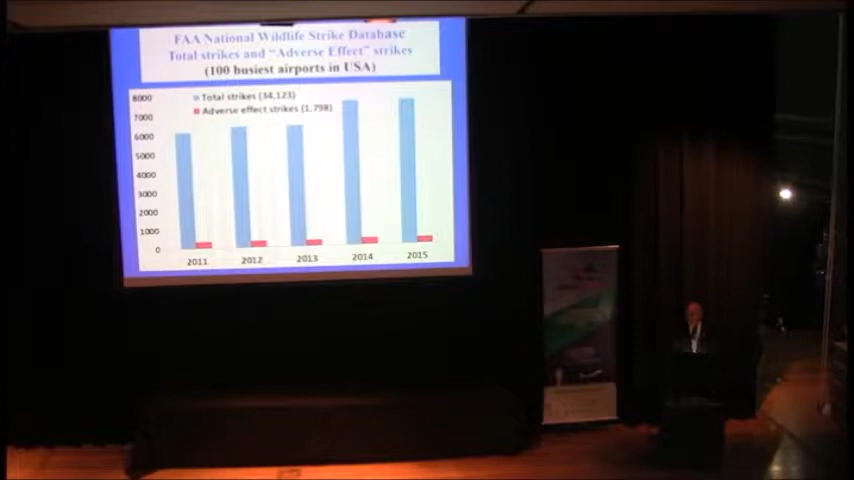 FAA National Wildlife Strike Database
Total strikes and “Adverse Effect” strikes
(100 busiest airports in USA)
8000
Total strikes (34,123)
7000
Adverse effect strikes (1,798)
6000
5000
4000
3000
2000
1000
0
2011 2012 2013 2014 2015